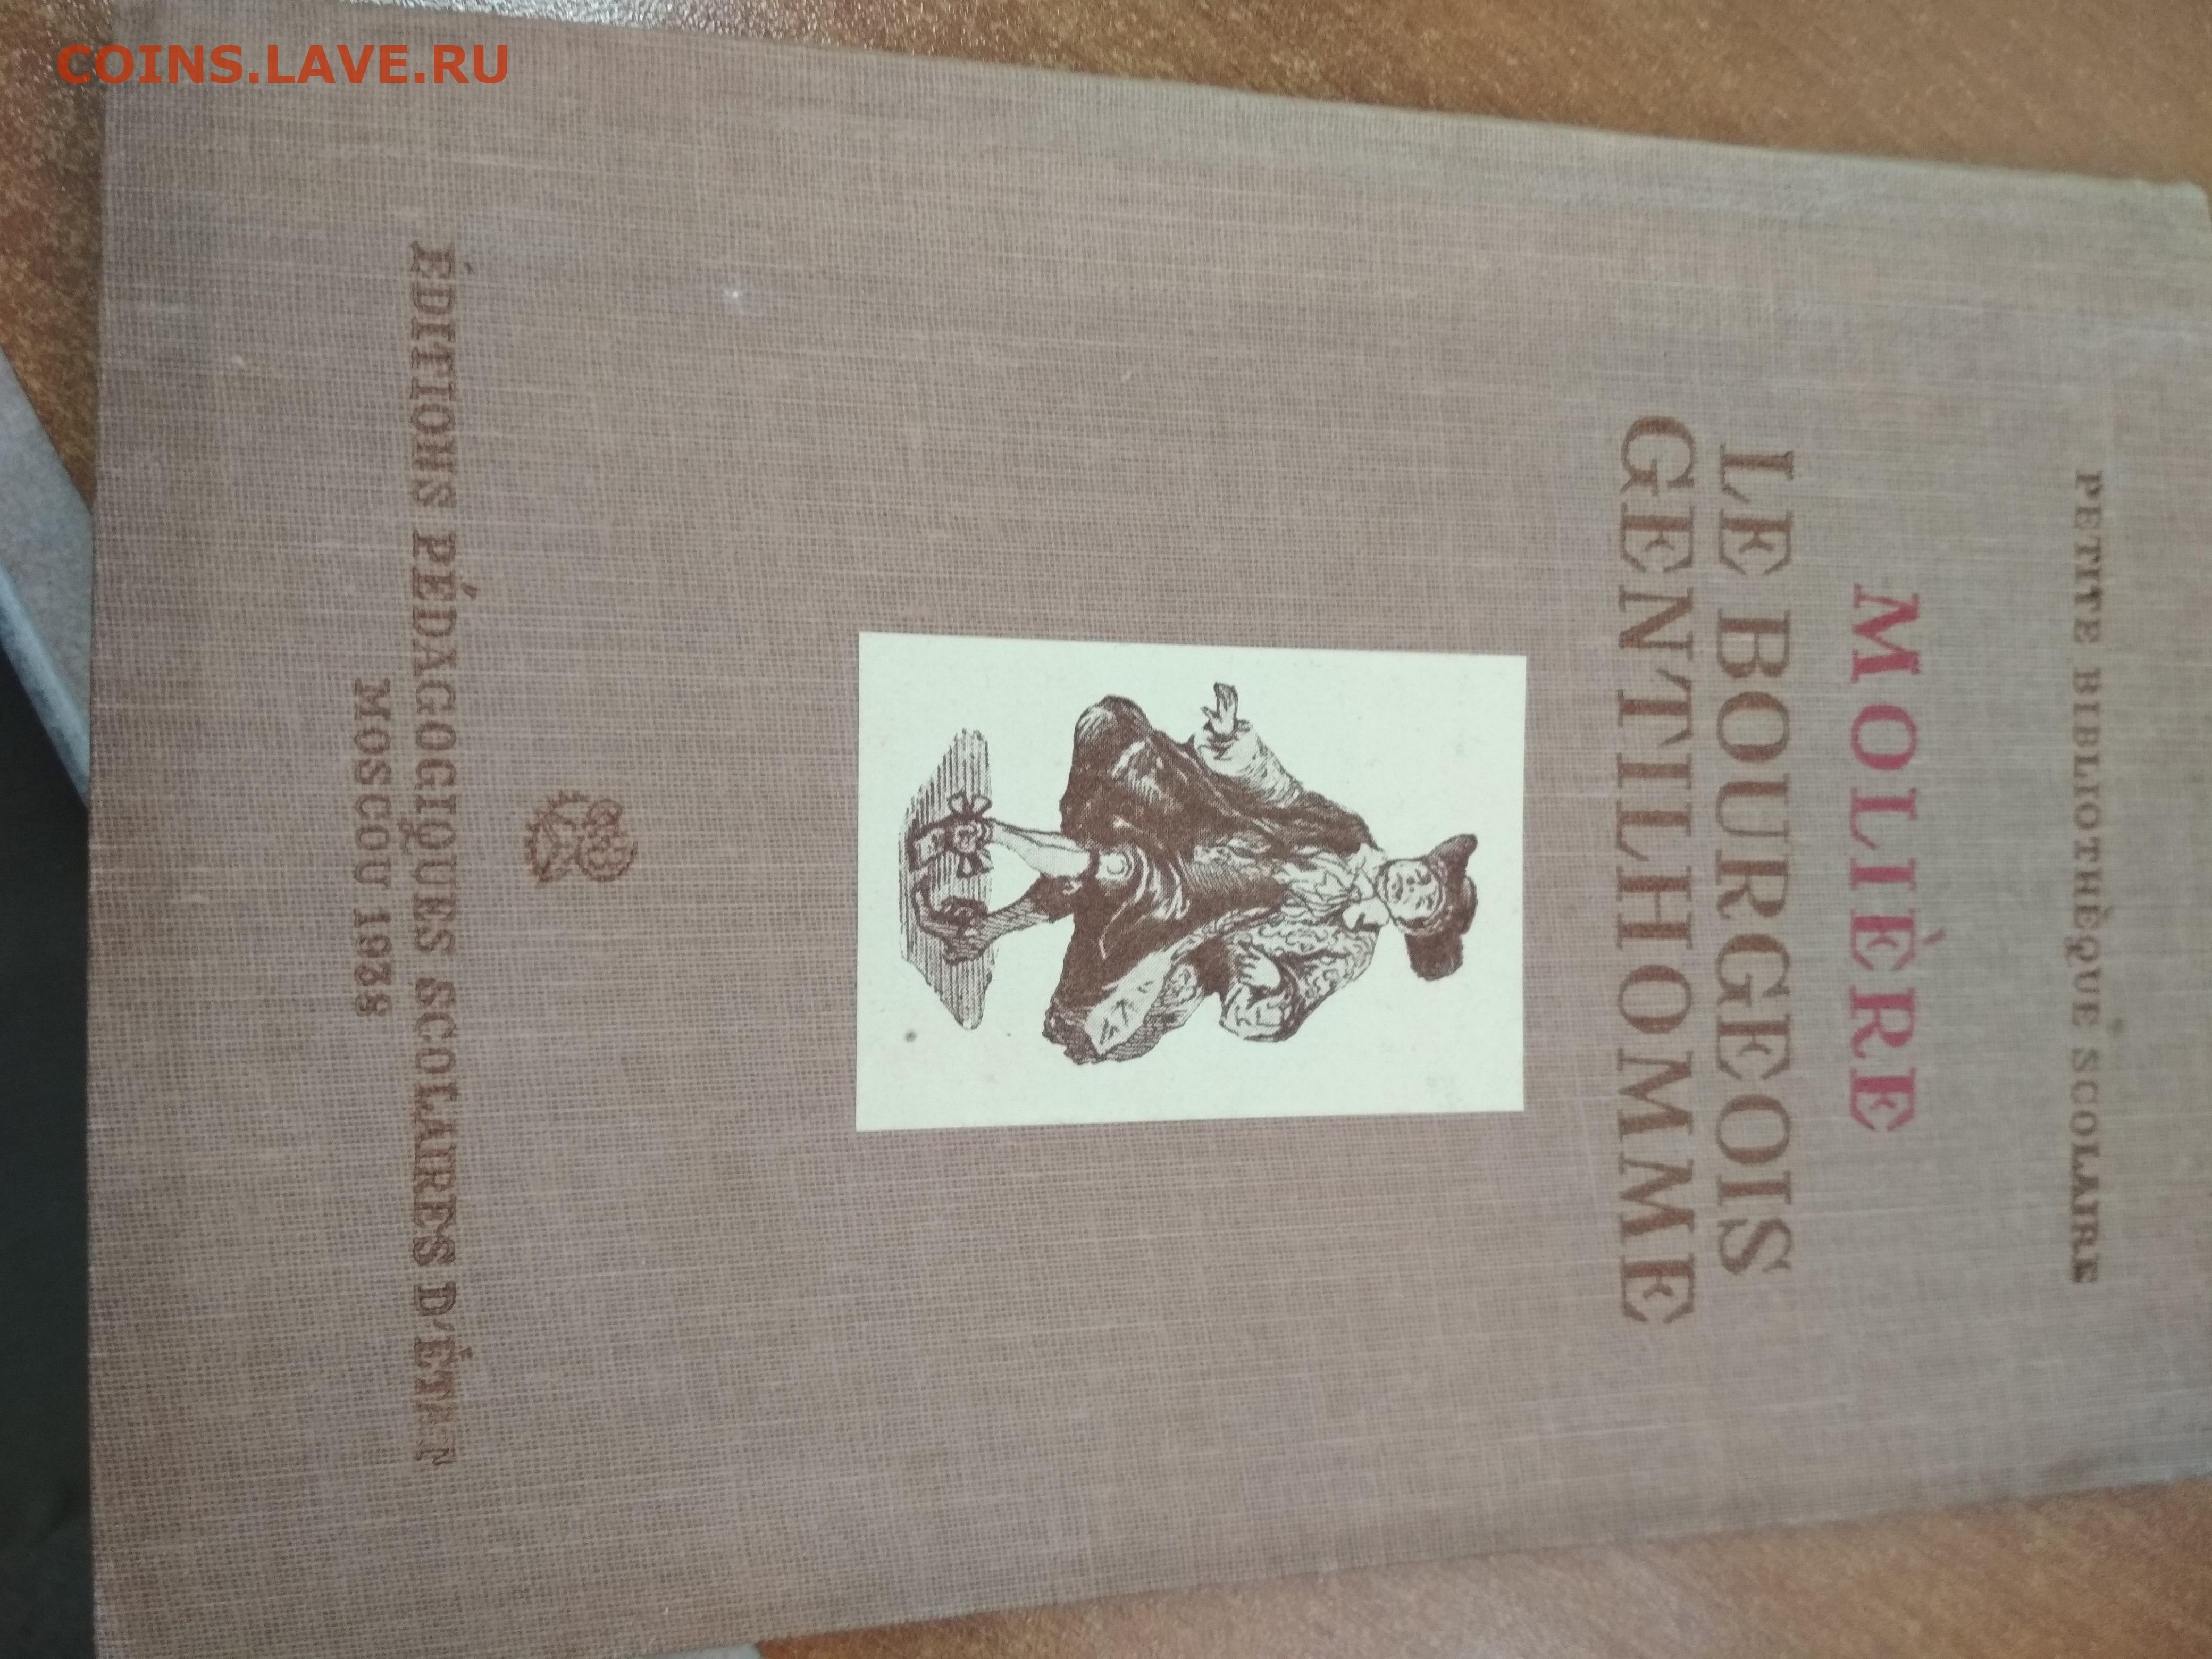 COINS.LAVE.RU
PETITE BIBLIOTHÈQUE SCOLAIRE
MOLIÈRE
LE BOURGEOIS
GENTILHOMME
ÉDITIONS PÉDAGOGIQUES SCOLAIRES D'ÉTAT
MOSCOU 1938